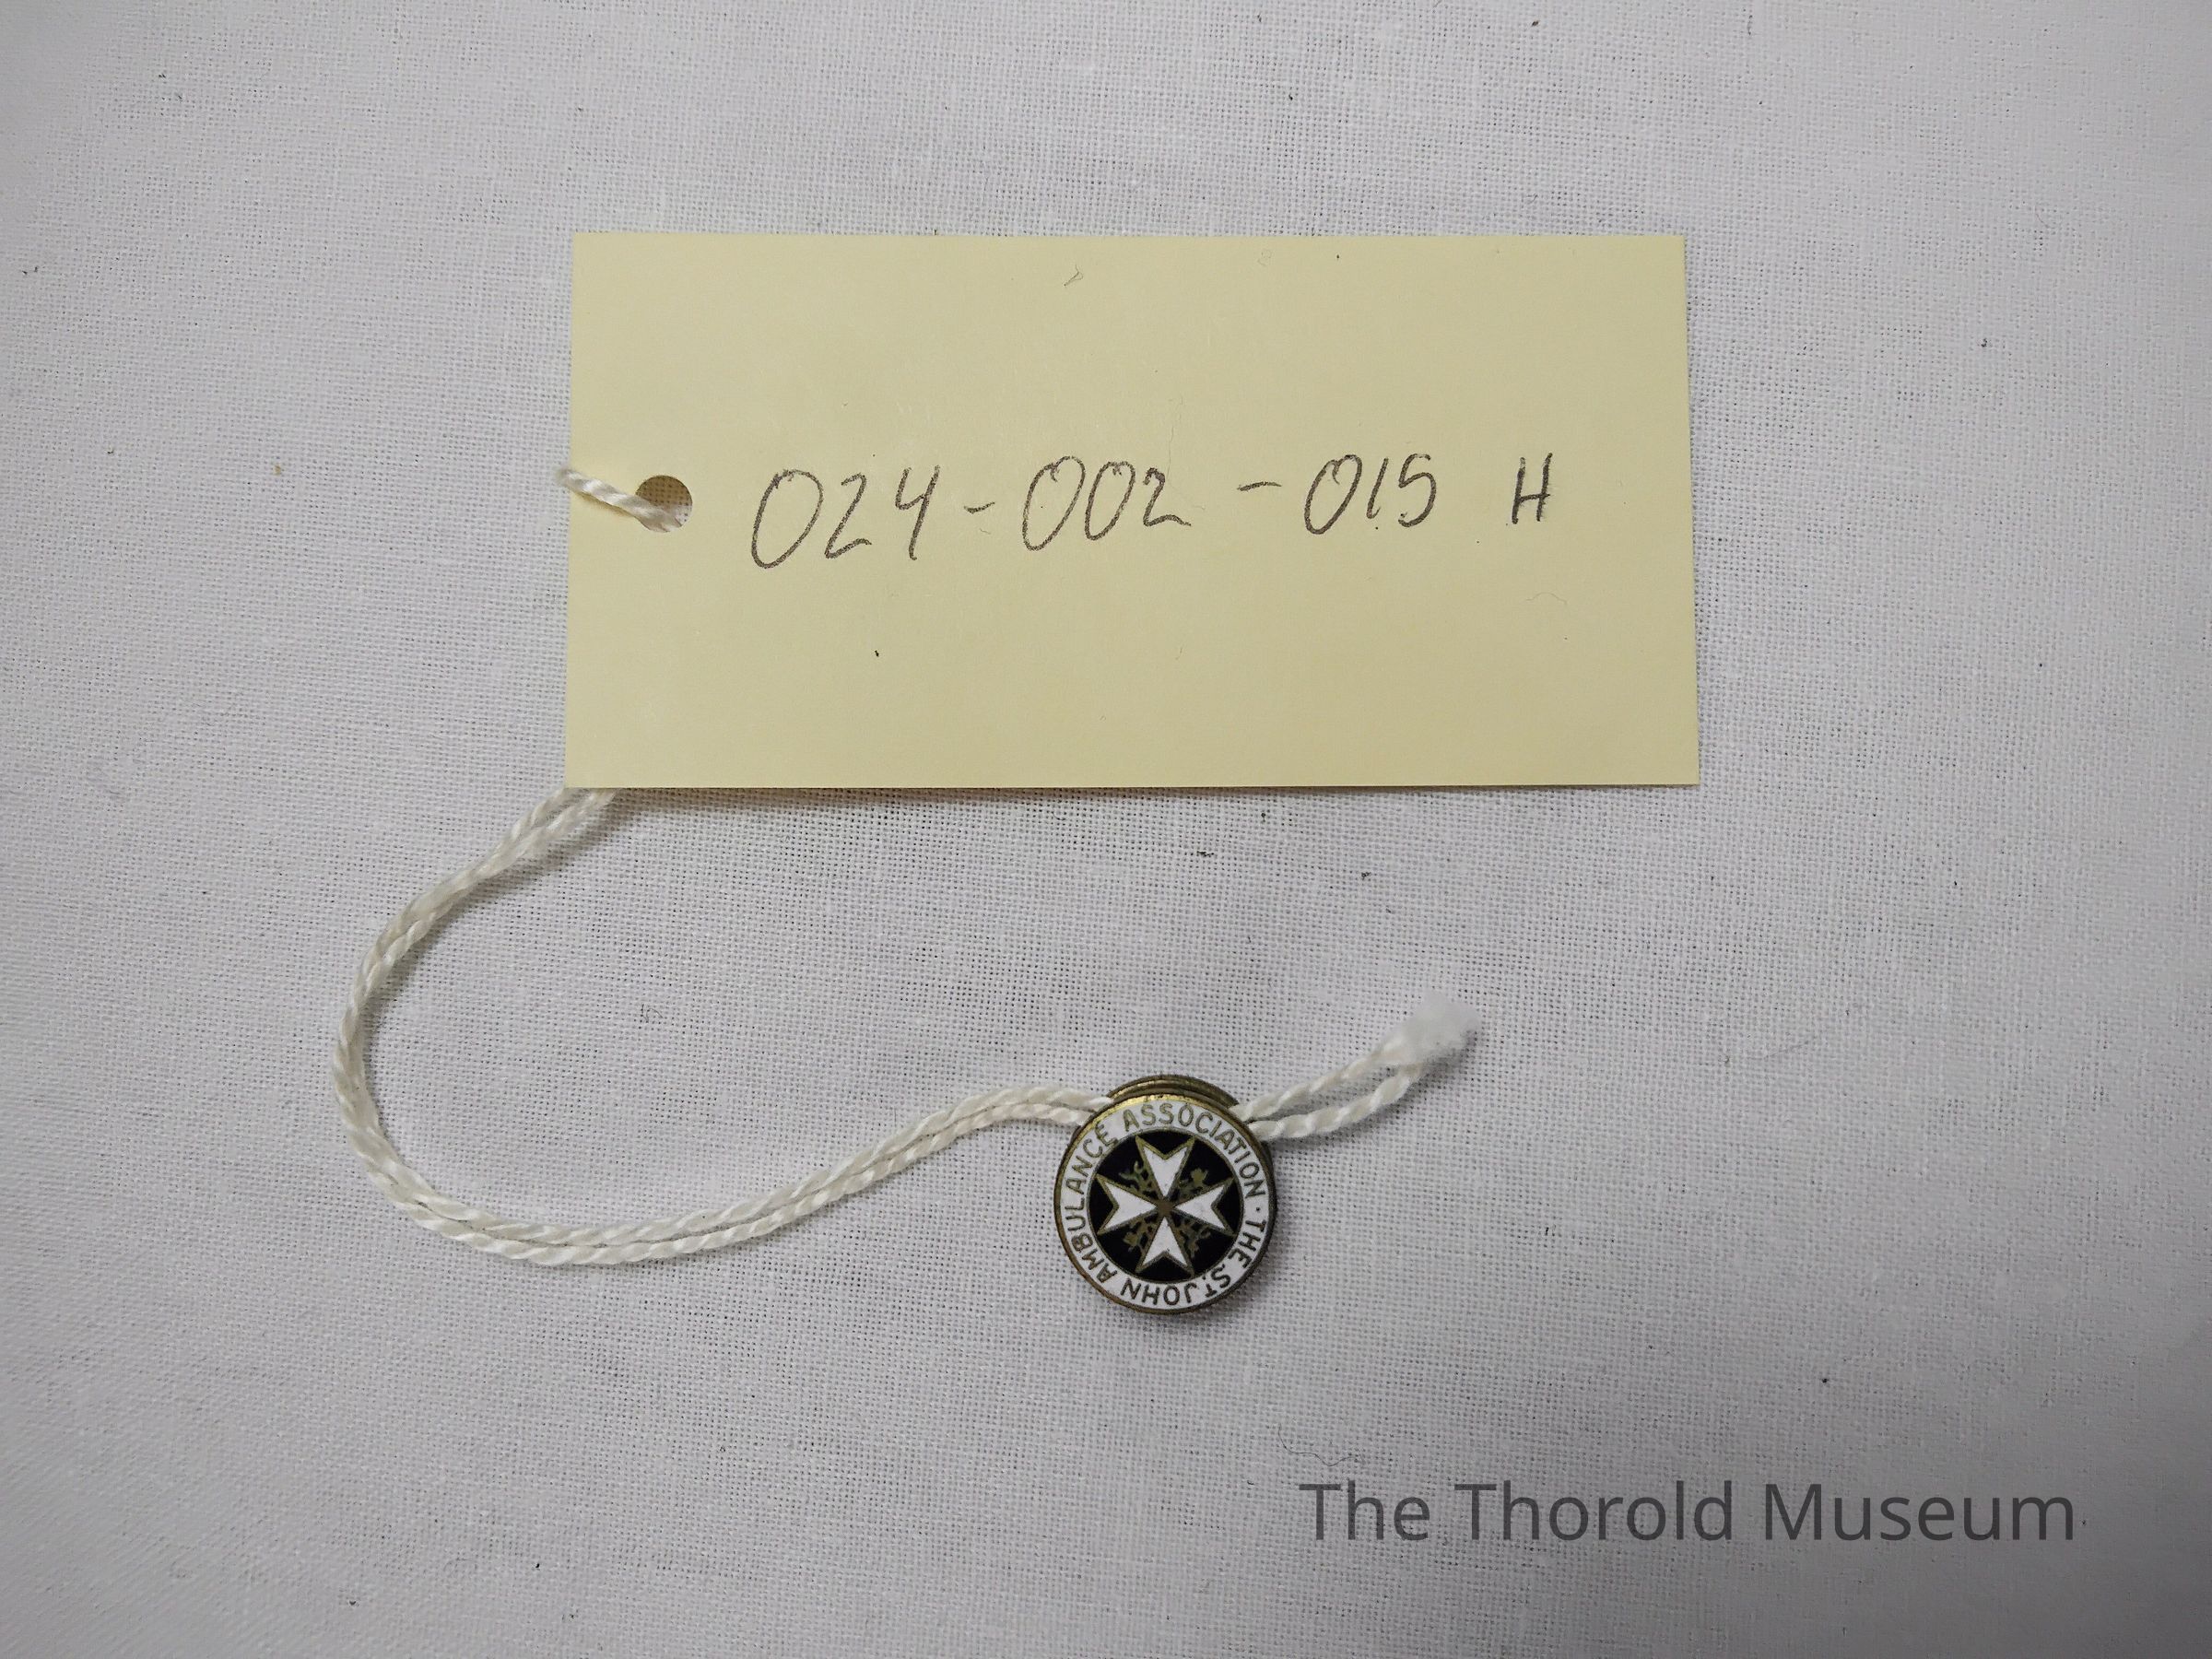 024-002-015 H
THE ST. JOHN AMBULANCE ASSOCIATION ·
The Thorold Museum